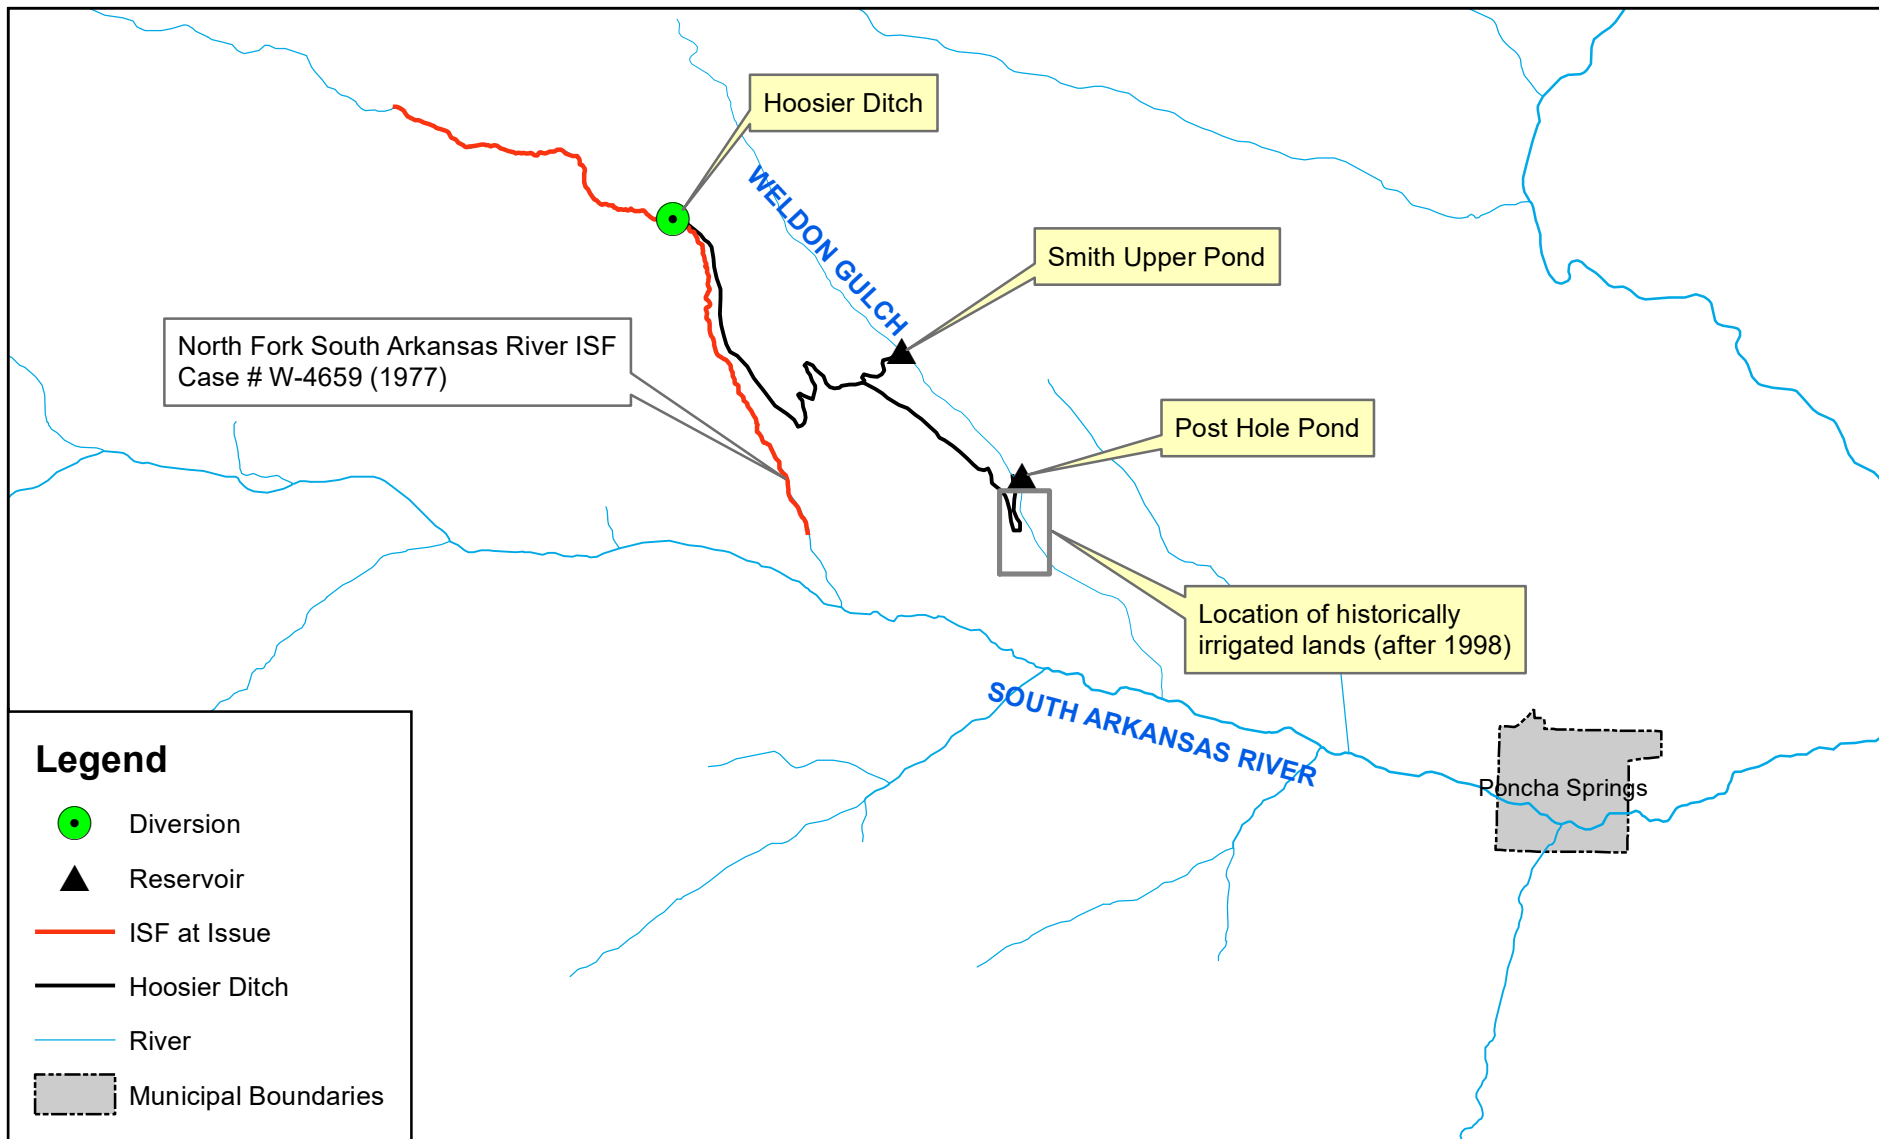 Hoosier Ditch
WELDON GULCH
Smith Upper Pond
North Fork South Arkansas River ISF
Case # W-4659 (1977)
Post Hole Pond
Location of historically
irrigated lands (after 1998)
SOUTH ARKANSAS RIVER
Poncha Springs
Legend
Diversion
Reservoir
ISF at Issue
Hoosier Ditch
River
Municipal Boundaries